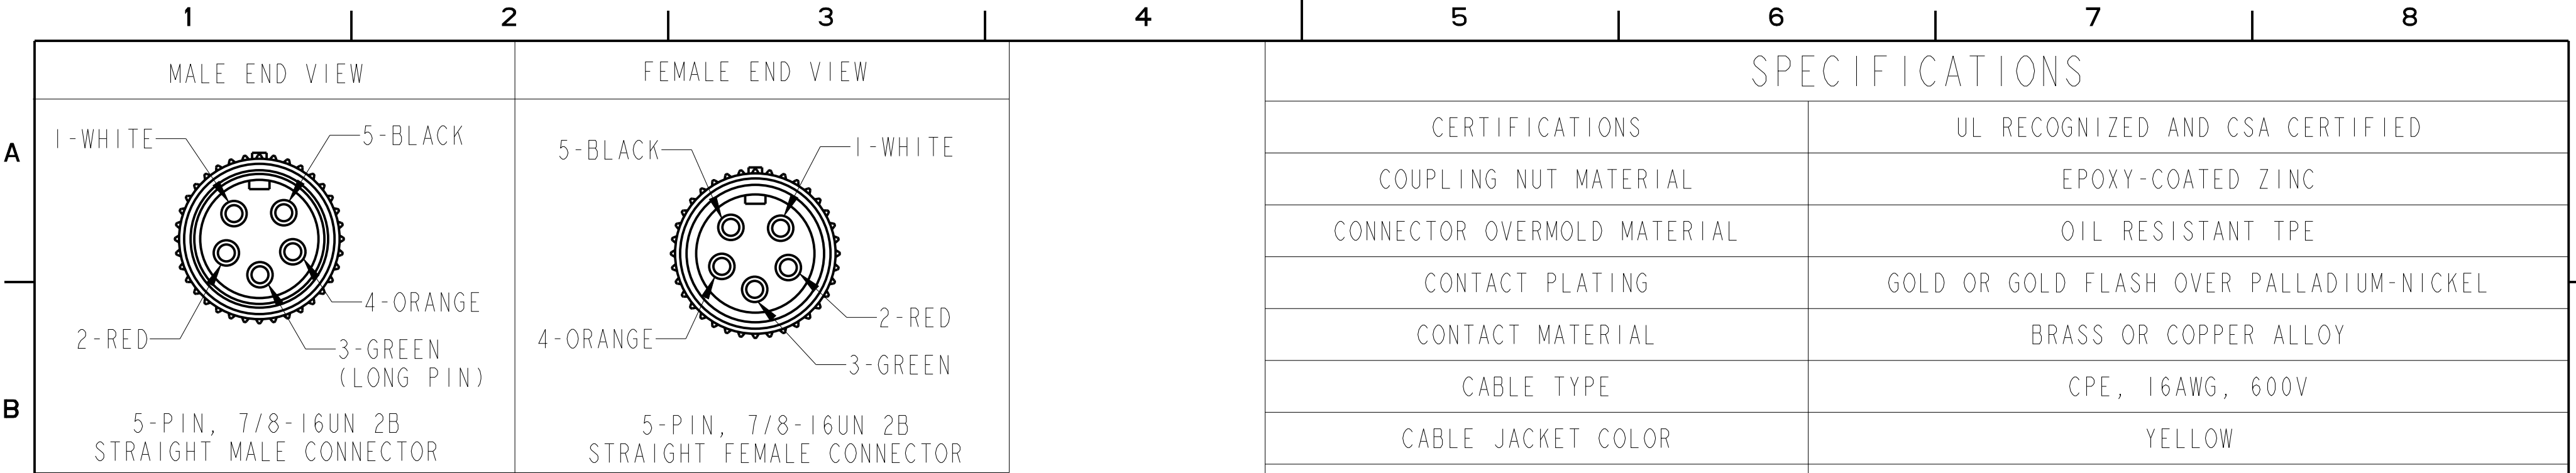 1 2 3 4 5 6 7 8
A
B
MALE END VIEW
1-WHITE
5-BLACK
4-ORANGE
2-RED
3-GREEN
(LONG PIN)
5-PIN, 7/8-16UN 2B
STRAIGHT MALE CONNECTOR
FEMALE END VIEW
5-BLACK
1-WHITE
2-RED
4-ORANGE
3-GREEN
5-PIN, 7/8-16UN 2B
STRAIGHT FEMALE CONNECTOR
SPECIFICATIONS
CERTIFICATIONS UL RECOGNIZED AND CSA CERTIFIED
COUPLING NUT MATERIAL EPOXY-COATED ZINC
CONNECTOR OVERMOLD MATERIAL OIL RESISTANT TPE
CONTACT PLATING GOLD OR GOLD FLASH OVER PALLADIUM-NICKEL
CONTACT MATERIAL BRASS OR COPPER ALLOY
CABLE TYPE CPE, 16AWG, 600V
CABLE JACKET COLOR YELLOW